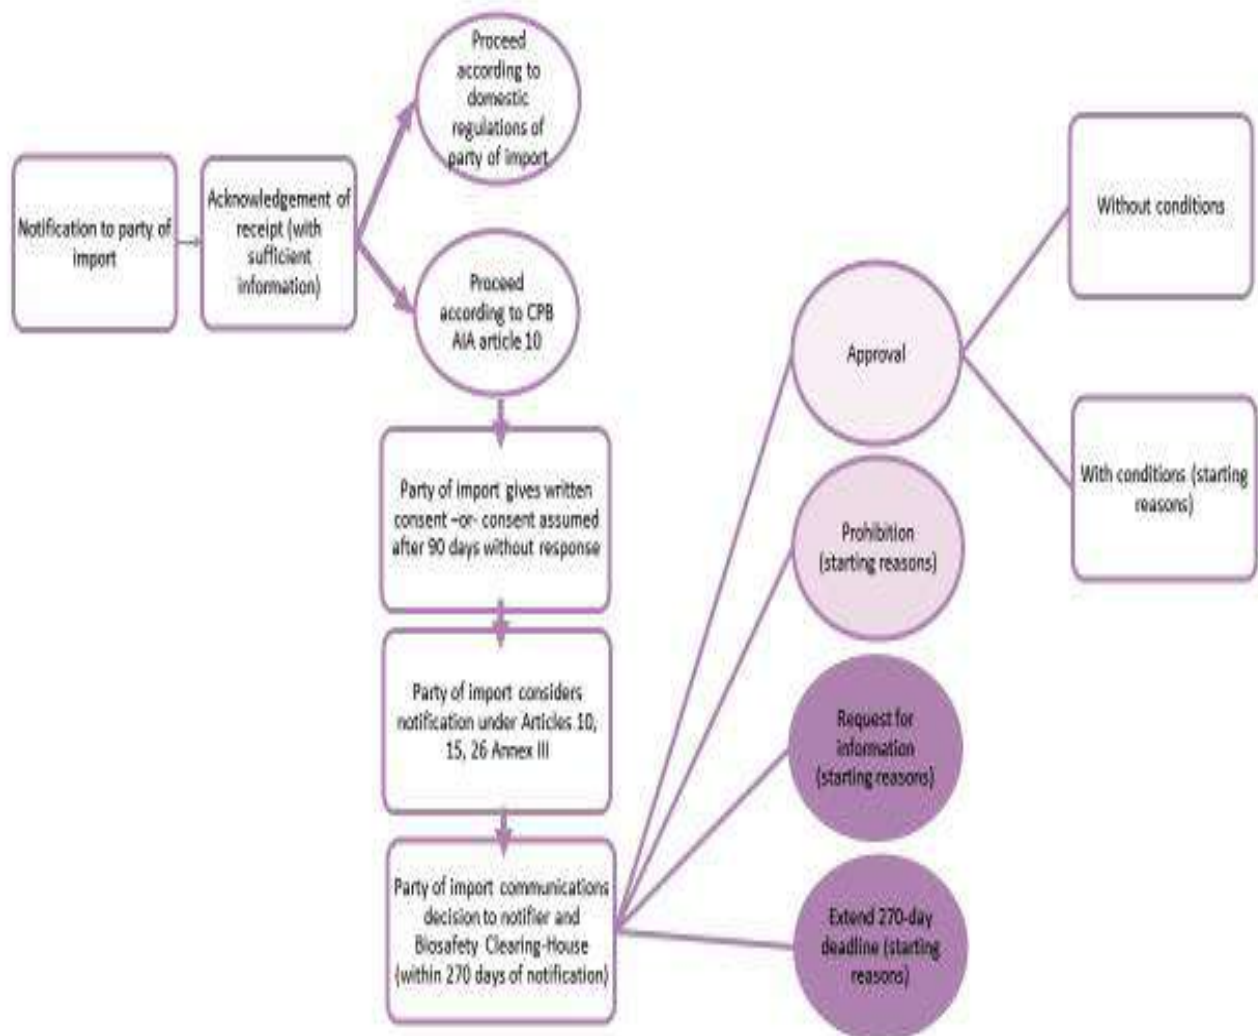 Proceed
according to
domestic
regulations of
party of import
Notification to party of
import
Acknowledgement of
receipt (with
sufficient
information)
Proceed
according to CPB
AIA article 10
Party of import gives written
consent –or- consent assumed
after 90 days without response
Party of import considers
notification under Articles 10,
15, 26 Annex III
Party of import communications
decision to notifier and
Biosafety Clearing-House
(within 270 days of notification)
Approval
Prohibition
(starting reasons)
Request for
information
(starting reasons)
Extend 270-day
deadline (starting
reasons)
Without conditions
With conditions (starting
reasons)